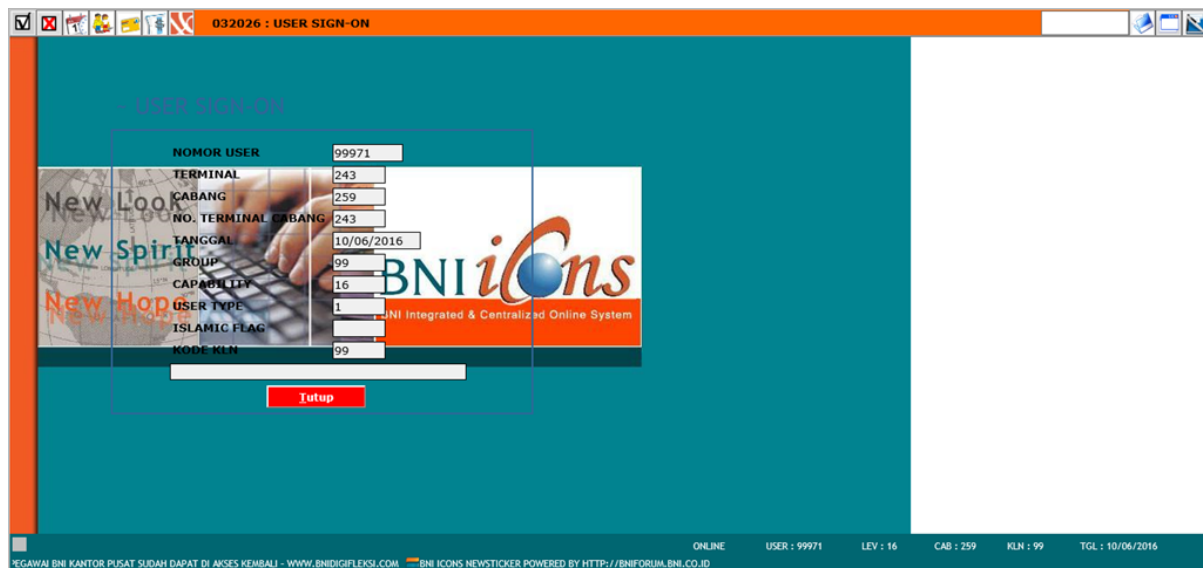 032026 : USER SIGN-ON
- USER SIGN-ON
NOMOR USER 99971
TERMINAL 243
CABANG 259
NO. TERMINAL CABANG 243
TANGGAL 10/06/2016
GROUP 99
CAPABILITY 16
USER TYPE 1
ISLAMIC FLAG
KODE KLN 99
Tutup
New Look
New Spirit
New Hope
BNI icons
BNI Integrated & Centralized Online System
ONLINE USER : 99971 LEV : 16 CAB : 259 KLN : 99 TGL : 10/06/2016
PEGAWAI BNI KANTOR PUSAT SUDAH DAPAT DI AKSES KEMBALI - WWW.BNIDIGIFLEKSI.COM BNI ICONS NEWSTICKER POWERED BY HTTP://BNIFORUM.BNI.CO.ID